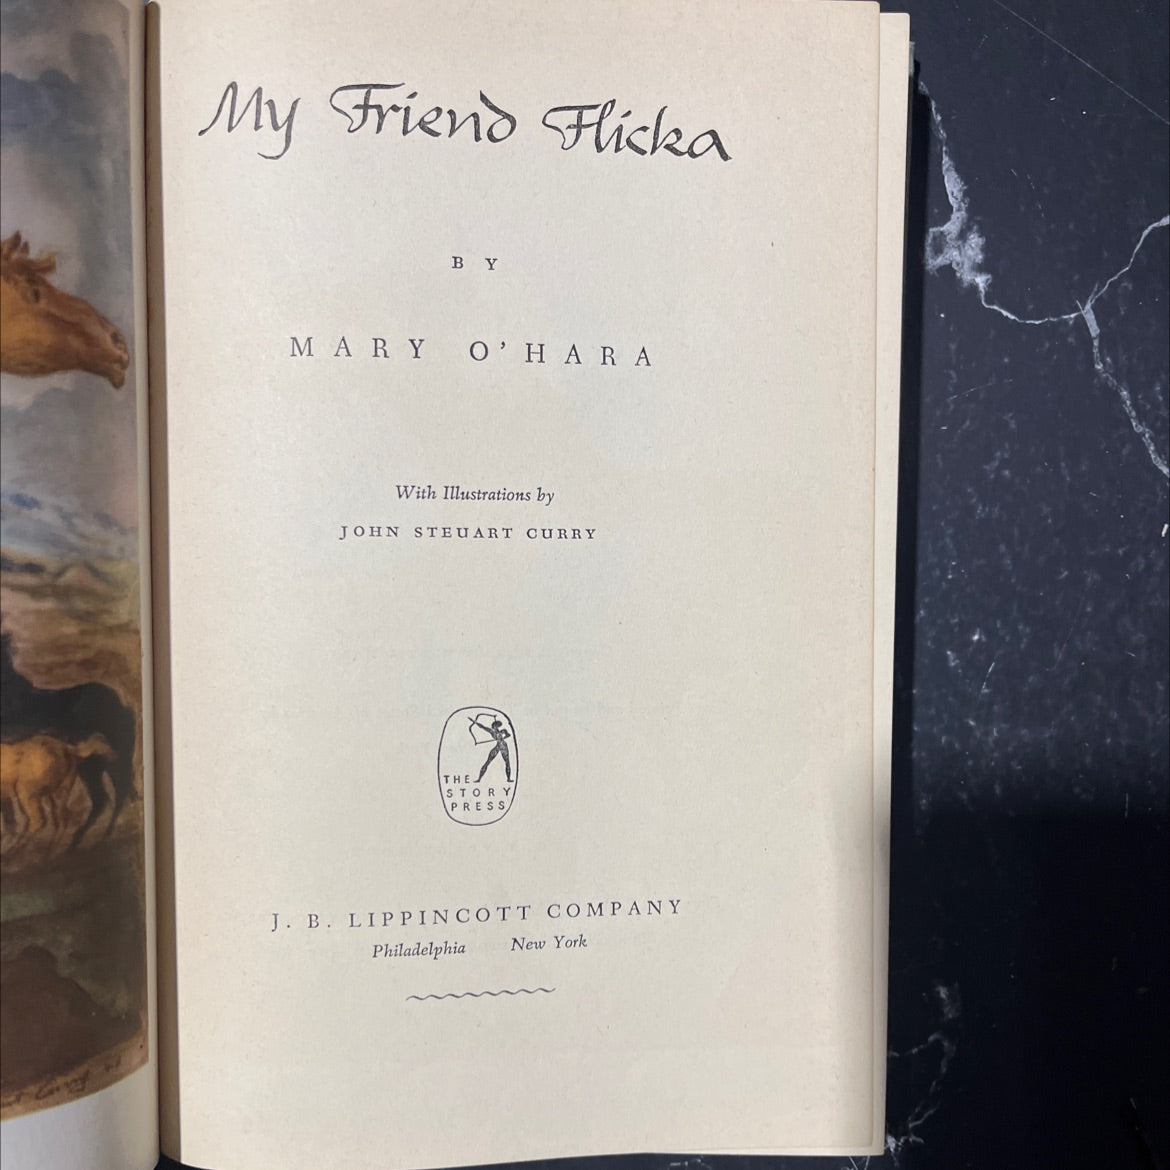 My Friend Flicka
BY
MARY O'HARA
With Illustrations by
JOHN STEUART CURRY
THE
STORY
PRESS
J. B. LIPPINCOTT COMPANY
Philadelphia New York